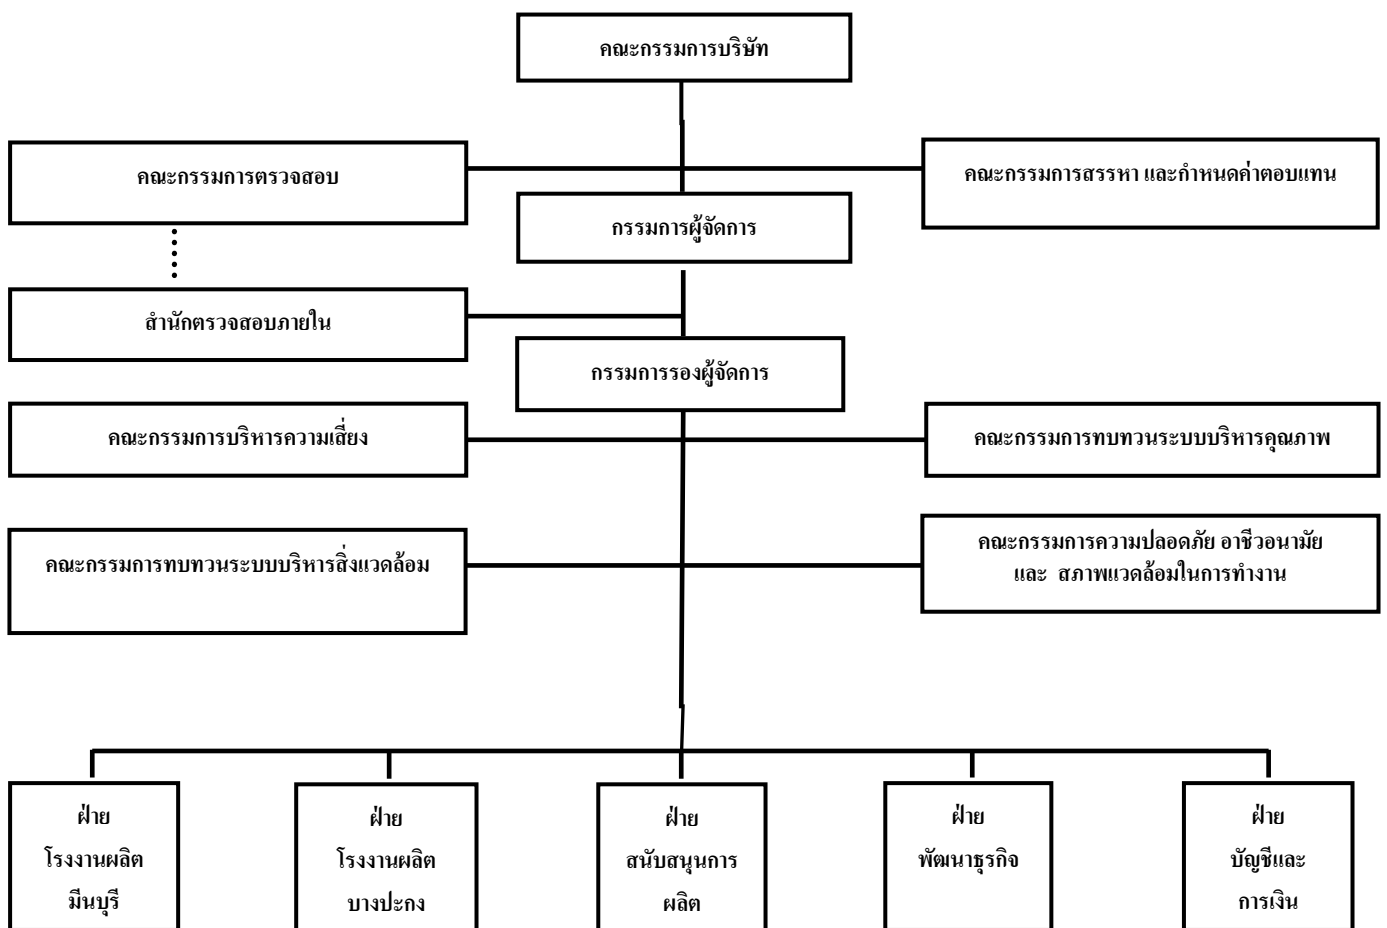 คณะกรรมการบริษัท
คณะกรรมการตรวจสอบ
คณะกรรมการสรรหา และกำหนดค่าตอบแทน
กรรมการผู้จัดการ
สำนักตรวจสอบภายใน
กรรมการรองผู้จัดการ
คณะกรรมการบริหารความเสี่ยง
คณะกรรมการทบทวนระบบบริหารคุณภาพ
คณะกรรมการทบทวนระบบบริหารสิ่งแวดล้อม
คณะกรรมการความปลอดภัย อาชีวอนามัย
และ สภาพแวดล้อมในการทำงาน
ฝ่าย
โรงงานผลิต
มีนบุรี
ฝ่าย
โรงงานผลิต
บางปะกง
ฝ่าย
สนับสนุนการ
ผลิต
ฝ่าย
พัฒนาธุรกิจ
ฝ่าย
บัญชีและ
การเงิน